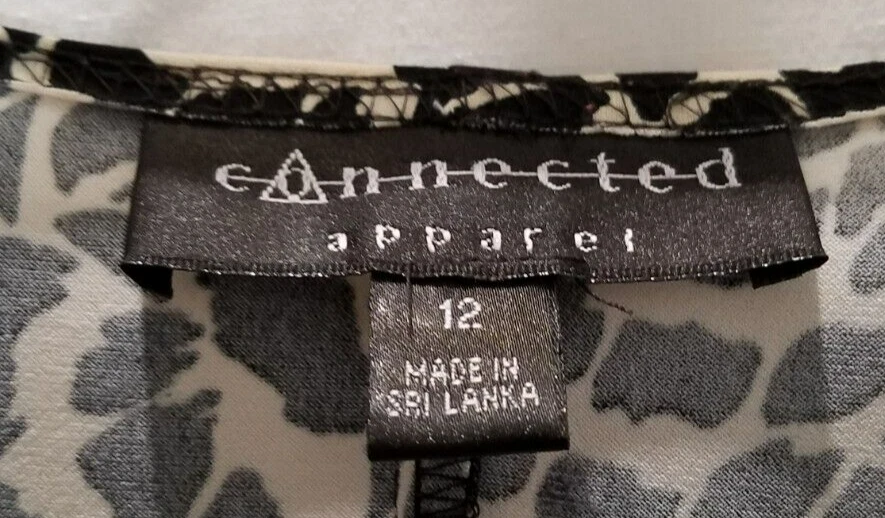 connected
apparel
12
MADE IN
SRI LANKA